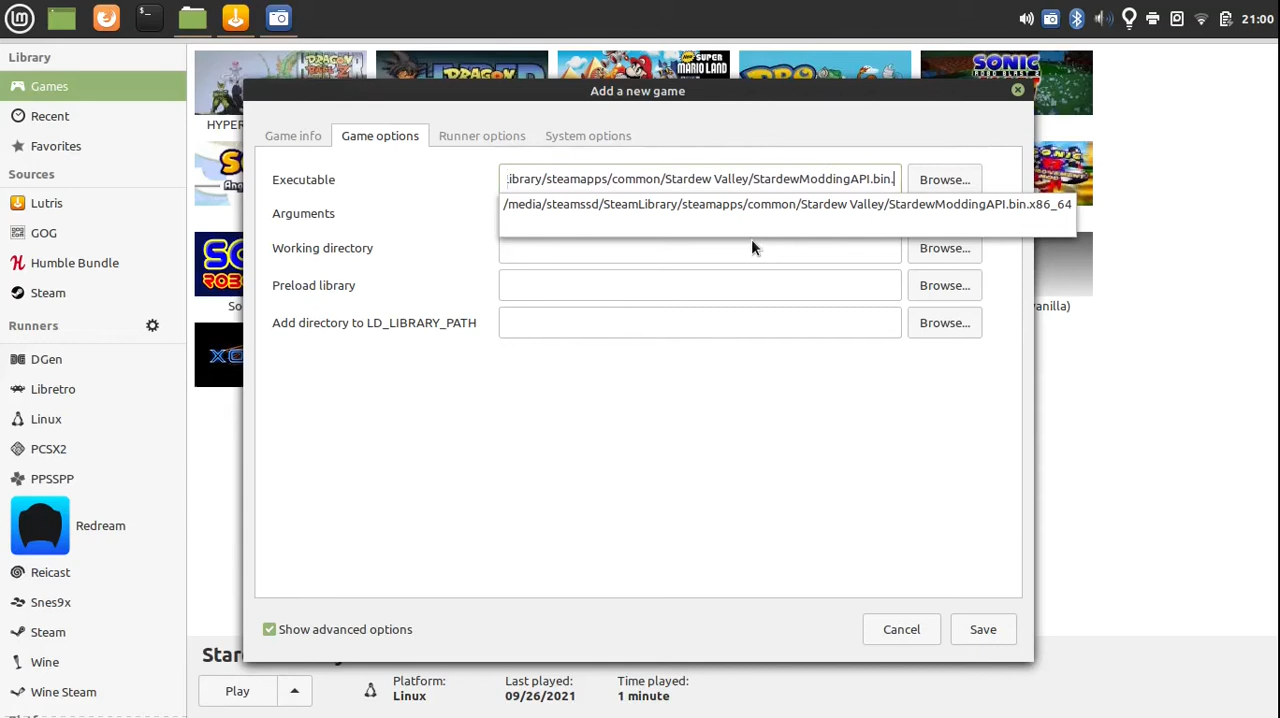 21:00
Library
Games
Recent
Favorites
Sources
Lutris
GOG
Humble Bundle
Steam
Runners
DGen
Libretro
Linux
PCSX2
PPSSPP
Redream
Reicast
Snes9x
Steam
Wine
Wine Steam
HYPER
So
(vanilla)
Add a new game
Game info
Game options
Runner options
System options
Executable
ibrary/steamapps/common/Stardew Valley/StardewModdingAPI.bin.
Browse...
/media/steamssd/SteamLibrary/steamapps/common/Stardew Valley/StardewModdingAPI.bin.x86_64
Arguments
Working directory
Browse...
Preload library
Browse...
Add directory to LD_LIBRARY_PATH
Browse...
Show advanced options
Cancel
Save
Play
Platform:
Linux
Last played:
09/26/2021
Time played:
1 minute